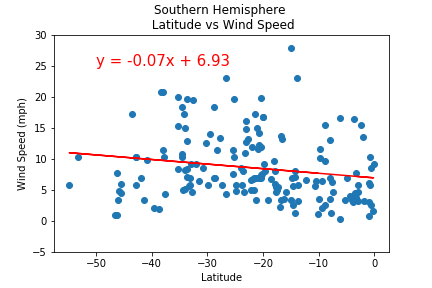 Southern Hemisphere
Latitude vs Wind Speed
y = -0.07x + 6.93
Wind Speed (mph)
30
25
20
15
10
5
0
−5
−50
−40
−30
−20
−10
0
Latitude